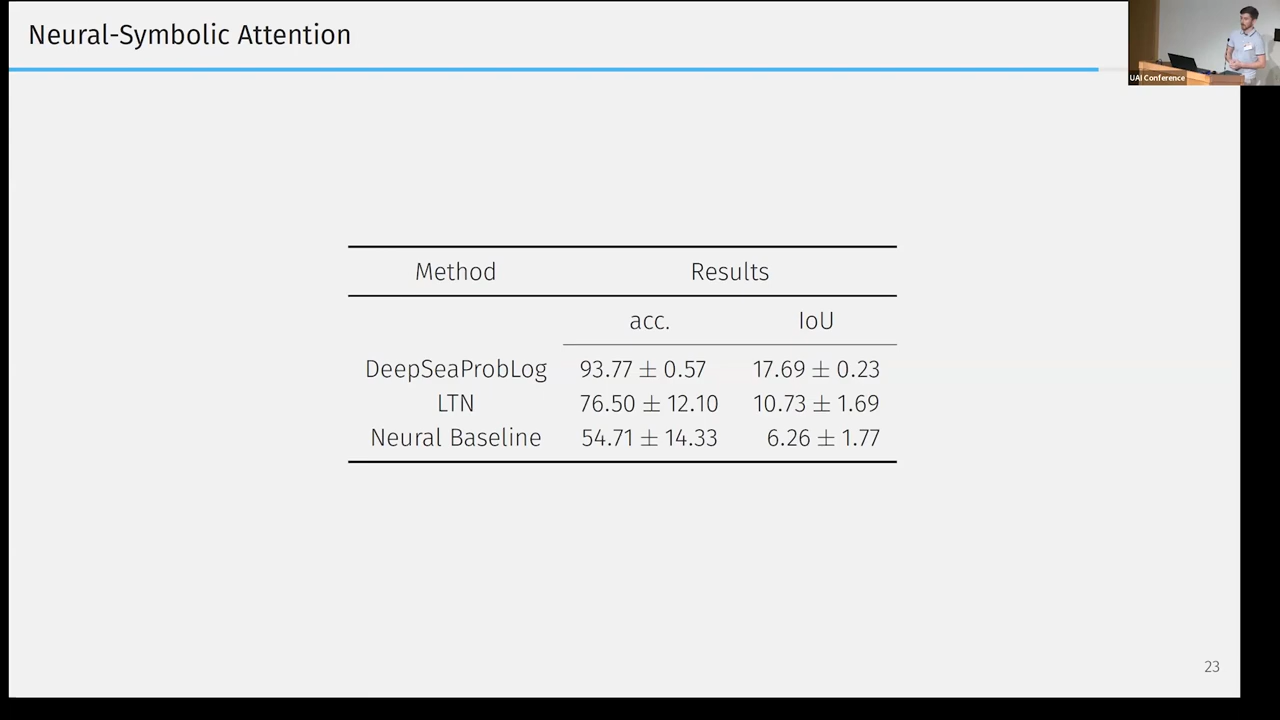 Neural-Symbolic Attention
UAI Conference
Method Results
acc. IoU
DeepSeaProbLog 93.77 ± 0.57 17.69 ± 0.23
LTN 76.50 ± 12.10 10.73 ± 1.69
Neural Baseline 54.71 ± 14.33 6.26 ± 1.77
23